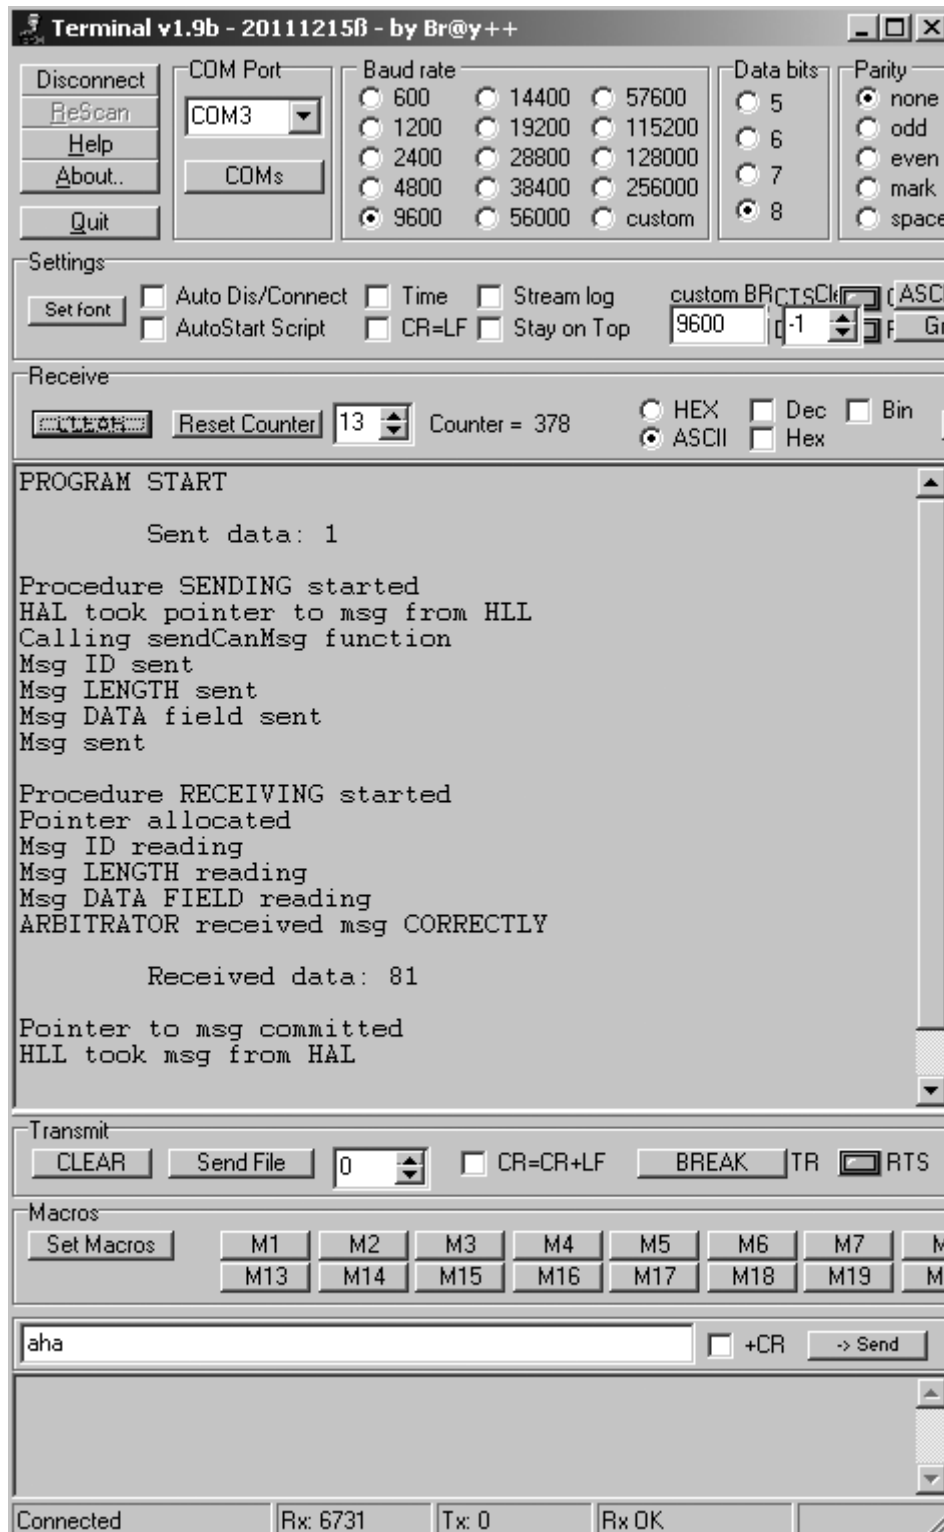 Terminal v1.9b - 20111215ß - by Br@y++
Disconnect
ReScan
Help
About..
Quit
COM Port
COM3
COMs
Baud rate
600 14400 57600
1200 19200 115200
2400 28800 128000
4800 38400 256000
9600 56000 custom
Data bits
5
6
7
8
Parity
none
odd
even
mark
space
Settings
Set font
Auto Dis/Connect Time Stream log
AutoStart Script CR=LF Stay on Top
custom BR
9600
-1
Receive
CLEAR Reset Counter 13 Counter = 378
HEX Dec Bin
ASCII Hex
PROGRAM START
Sent data: 1
Procedure SENDING started
HAL took pointer to msg from HLL
Calling sendCanMsg function
Msg ID sent
Msg LENGTH sent
Msg DATA field sent
Msg sent
Procedure RECEIVING started
Pointer allocated
Msg ID reading
Msg LENGTH reading
Msg DATA FIELD reading
ARBITRATOR received msg CORRECTLY
Received data: 81
Pointer to msg committed
HLL took msg from HAL
Transmit
CLEAR Send File 0 CR=CR+LF BREAK TR RTS
Macros
Set Macros M1 M2 M3 M4 M5 M6 M7
M13 M14 M15 M16 M17 M18 M19
aha +CR -> Send
Connected Rx: 6731 Tx: 0 Rx OK